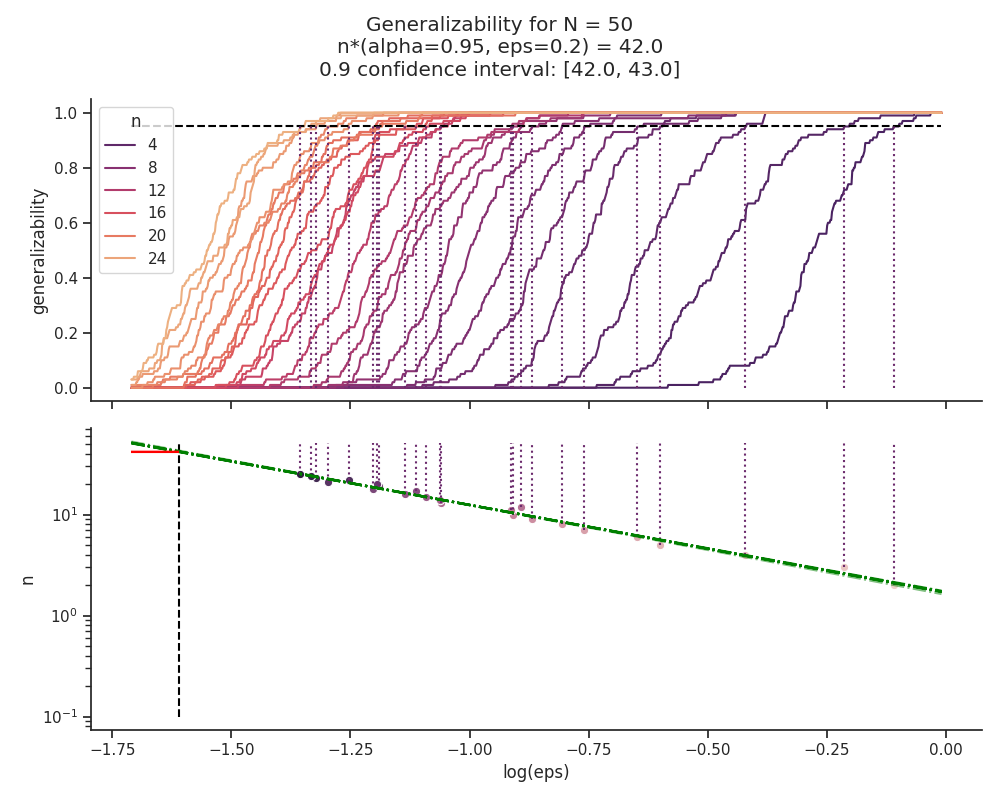 Generalizability for N = 50
n*(alpha=0.95, eps=0.2) = 42.0
0.9 confidence interval: [42.0, 43.0]
generalizability
1.0
0.8
0.6
0.4
0.2
0.0
n
4
8
12
16
20
24
n
10¹
10⁰
10⁻¹
−1.75 −1.50 −1.25 −1.00 −0.75 −0.50 −0.25 0.00
log(eps)